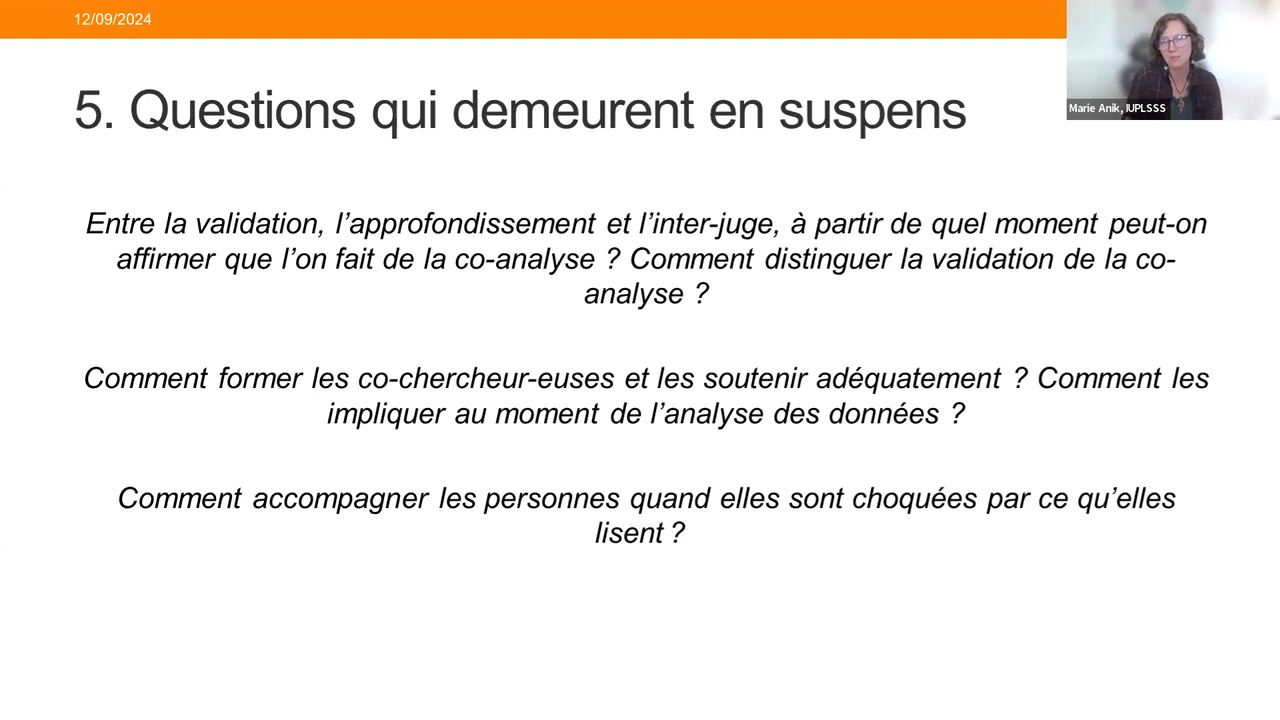 12/09/2024
5. Questions qui demeurent en suspens
Marie Anik, IUPLSSS
Entre la validation, l’approfondissement et l’inter-juge, à partir de quel moment peut-on
affirmer que l’on fait de la co-analyse ? Comment distinguer la validation de la co-
analyse ?
Comment former les co-chercheur-euses et les soutenir adéquatement ? Comment les
impliquer au moment de l’analyse des données ?
Comment accompagner les personnes quand elles sont choquées par ce qu’elles
lisent ?